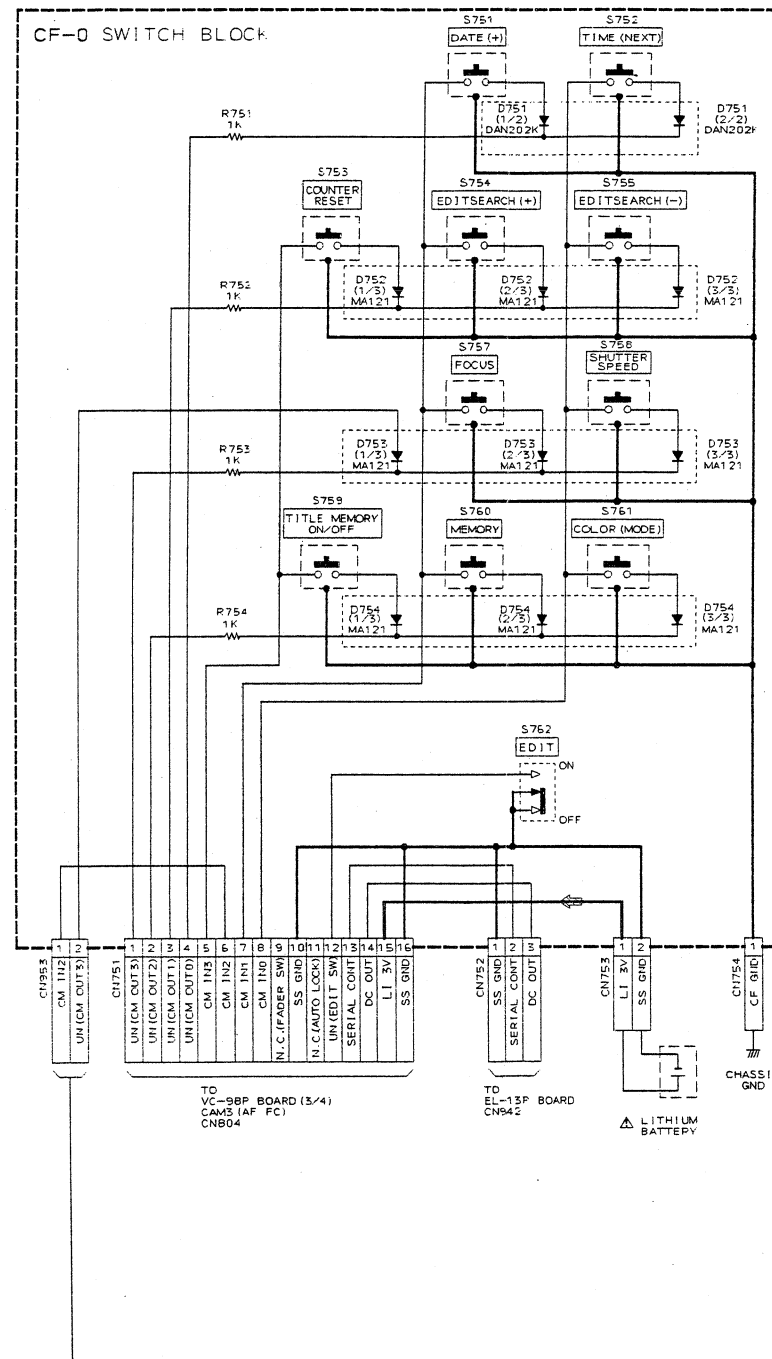 CF-0 SWITCH BLOCK
S751
DATE (+)
S752
TIME (NEXT)
R751
1K
D751
(1/2)
DAN202K
D751
(2/2)
DAN202K
S753
COUNTER
RESET
S754
EDITSEARCH (+)
S755
EDITSEARCH (-)
R752
1K
D752
(1/3)
MA121
D752
(2/3)
MA121
D752
(3/3)
MA121
S757
FOCUS
S758
SHUTTER
SPEED
R753
1K
D753
(1/3)
MA121
D753
(2/3)
MA121
D753
(3/3)
MA121
S759
TITLE MEMORY
ON/OFF
S760
MEMORY
S761
COLOR (MODE)
R754
1K
D754
(1/3)
MA121
D754
(2/3)
MA121
D754
(3/3)
MA121
S762
EDIT
ON
OFF
CN953
1 CM IN2
2 UN(CM OUT3)
CN751
1 UN(CM OUT3)
2 UN(CM OUT2)
3 UN(CM OUT1)
4 UN(CM OUT0)
5 CM IN3
6 CM IN2
7 CM IN1
8 CM IN0
9 N.C.(FADER SW)
10 SS GND
11 N.C(AUTO LOCK)
12 UN(EDIT SW)
13 SERIAL CONT
14 DC OUT
15 LI 3V
16 SS GND
CN752
1 SS GND
2 SERIAL CONT
3 DC OUT
CN753
1 LI 3V
2 SS GND
CN754
1 CF GND
TO
VC-98P BOARD (3/4)
CAM3 (AF FC)
CN804
TO
EL-13P BOARD
CN942
LITHIUM
BATTERY
CHASSI
GND